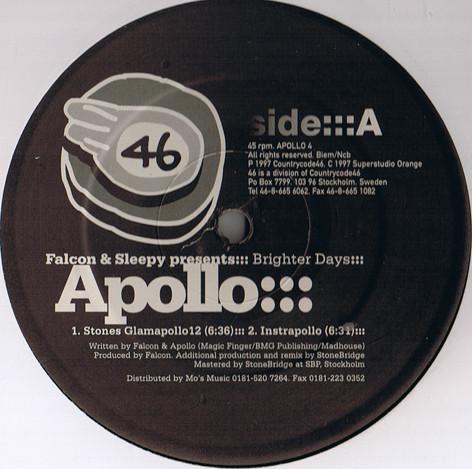 46
side:::A
45 rpm. APOLLO 4
All rights reserved. Biem/Ncb
P 1997 Countrycode46, C 1997 Superstudio Orange
46 is a division of Countrycode46
Po Box 7799. 103 96 Stockholm. Sweden
Tel 46-8-665 6062. Fax 46-8-665 1082
Falcon & Sleepy presents::: Brighter Days:::
Apollo:::
1. Stones Glamapollo12 (6:36)::: 2. Instrapollo (6:31):::
Written by Falcon & Apollo (Magic Finger/BMG Publishing/Madhouse)
Produced by Falcon. Additional production and remix by StoneBridge
Mastered by StoneBridge at SBP, Stockholm
Distributed by Mo's Music 0181-520 7264. Fax 0181-223 0352